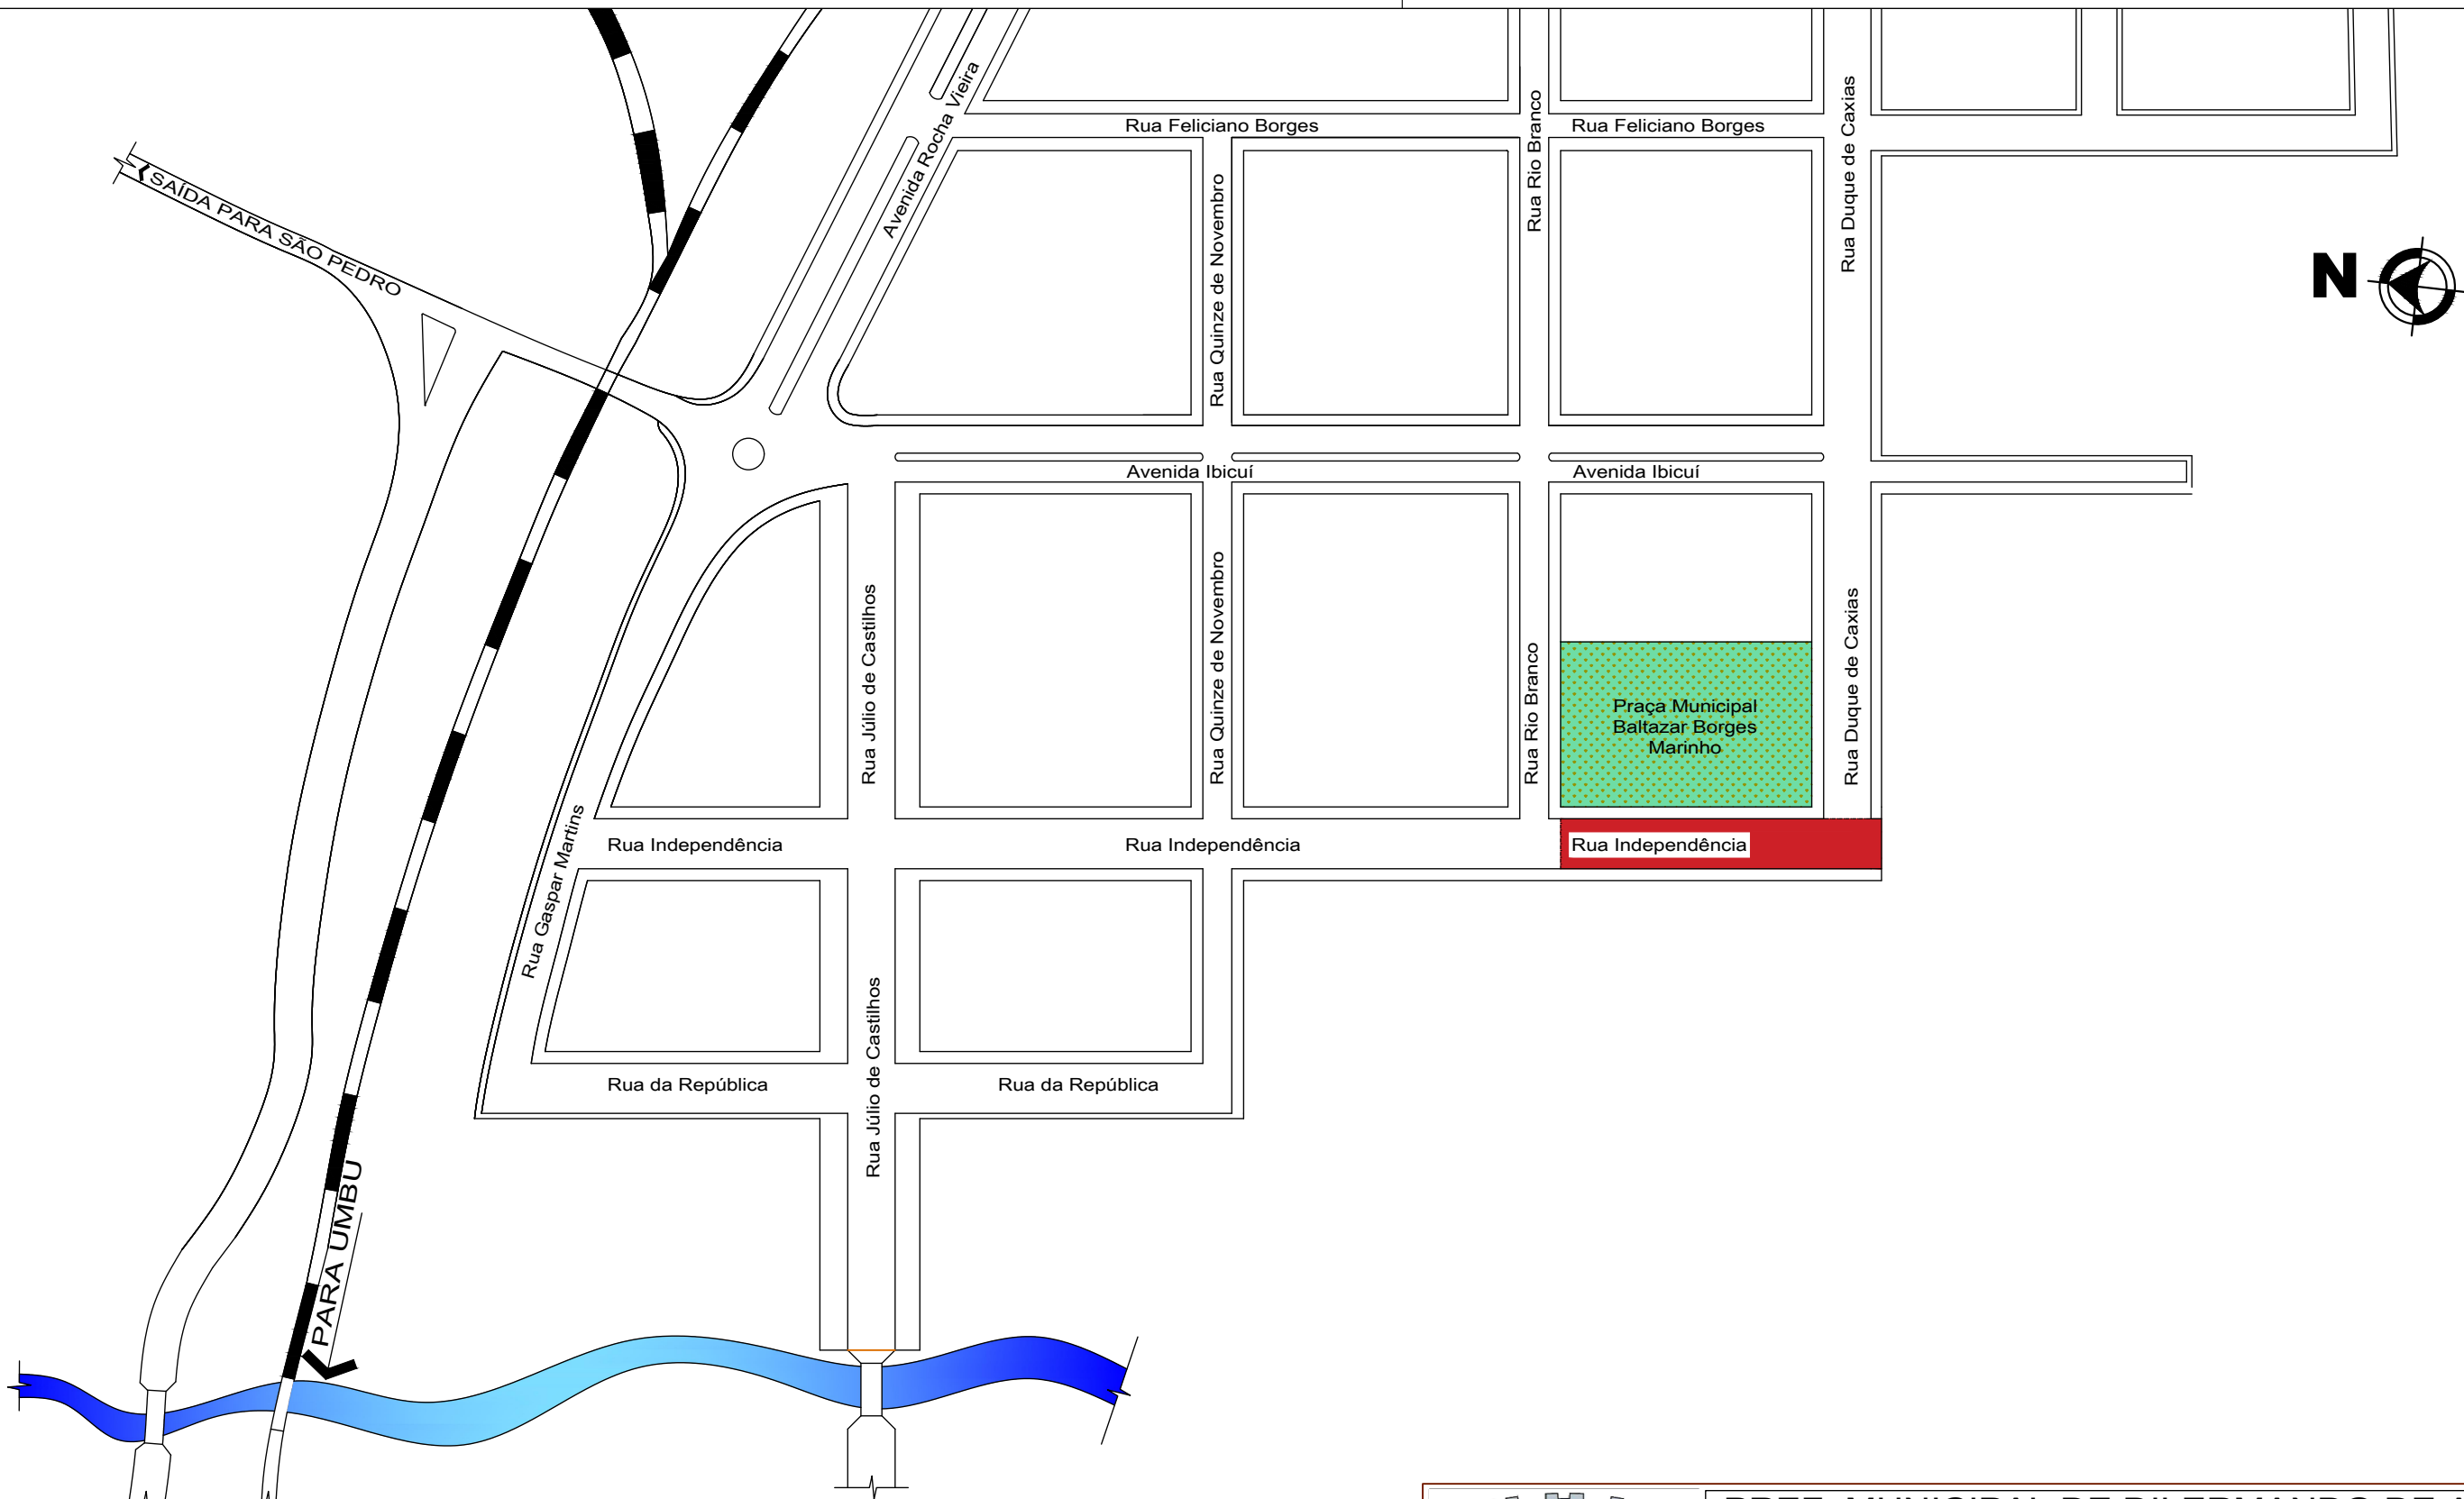 Rua Feliciano Borges
Rua Feliciano Borges
Avenida Rocha Vieira
Rua Rio Branco
Rua Duque de Caxias
SAÍDA PARA SÃO PEDRO
Rua Quinze de Novembro
N
Avenida Ibicuí
Avenida Ibicuí
Rua Júlio de Castilhos
Rua Quinze de Novembro
Rua Rio Branco
Praça Municipal
Baltazar Borges
Marinho
Rua Duque de Caxias
Rua Gaspar Martins
Rua Independência
Rua Independência
Rua Independência
Rua Júlio de Castilhos
Rua da República
Rua da República
PARA UMBU